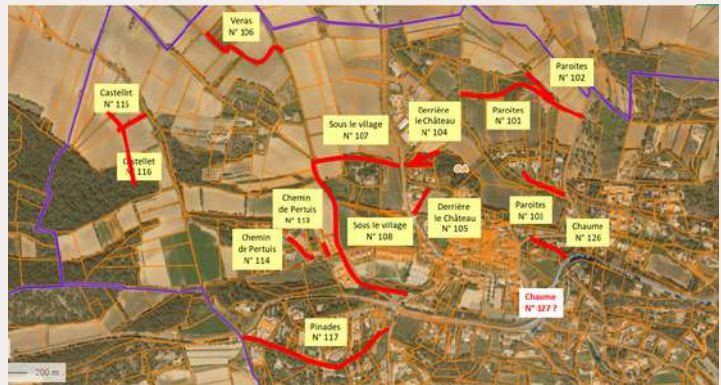 Veras
N° 106
Paroites
N° 102
Castellet
N° 115
Sous le village
N° 107
Derrière
le Château
N° 104
Paroites
N° 101
Castellet
N° 116
Chemin
de Pertuis
N° 113
Sous le village
N° 108
Derrière
le Château
N° 105
Paroites
N° 103
Chaume
N° 126
Chemin
de Pertuis
N° 114
Chaume
N° 127 ?
Pinades
N° 117
200 m